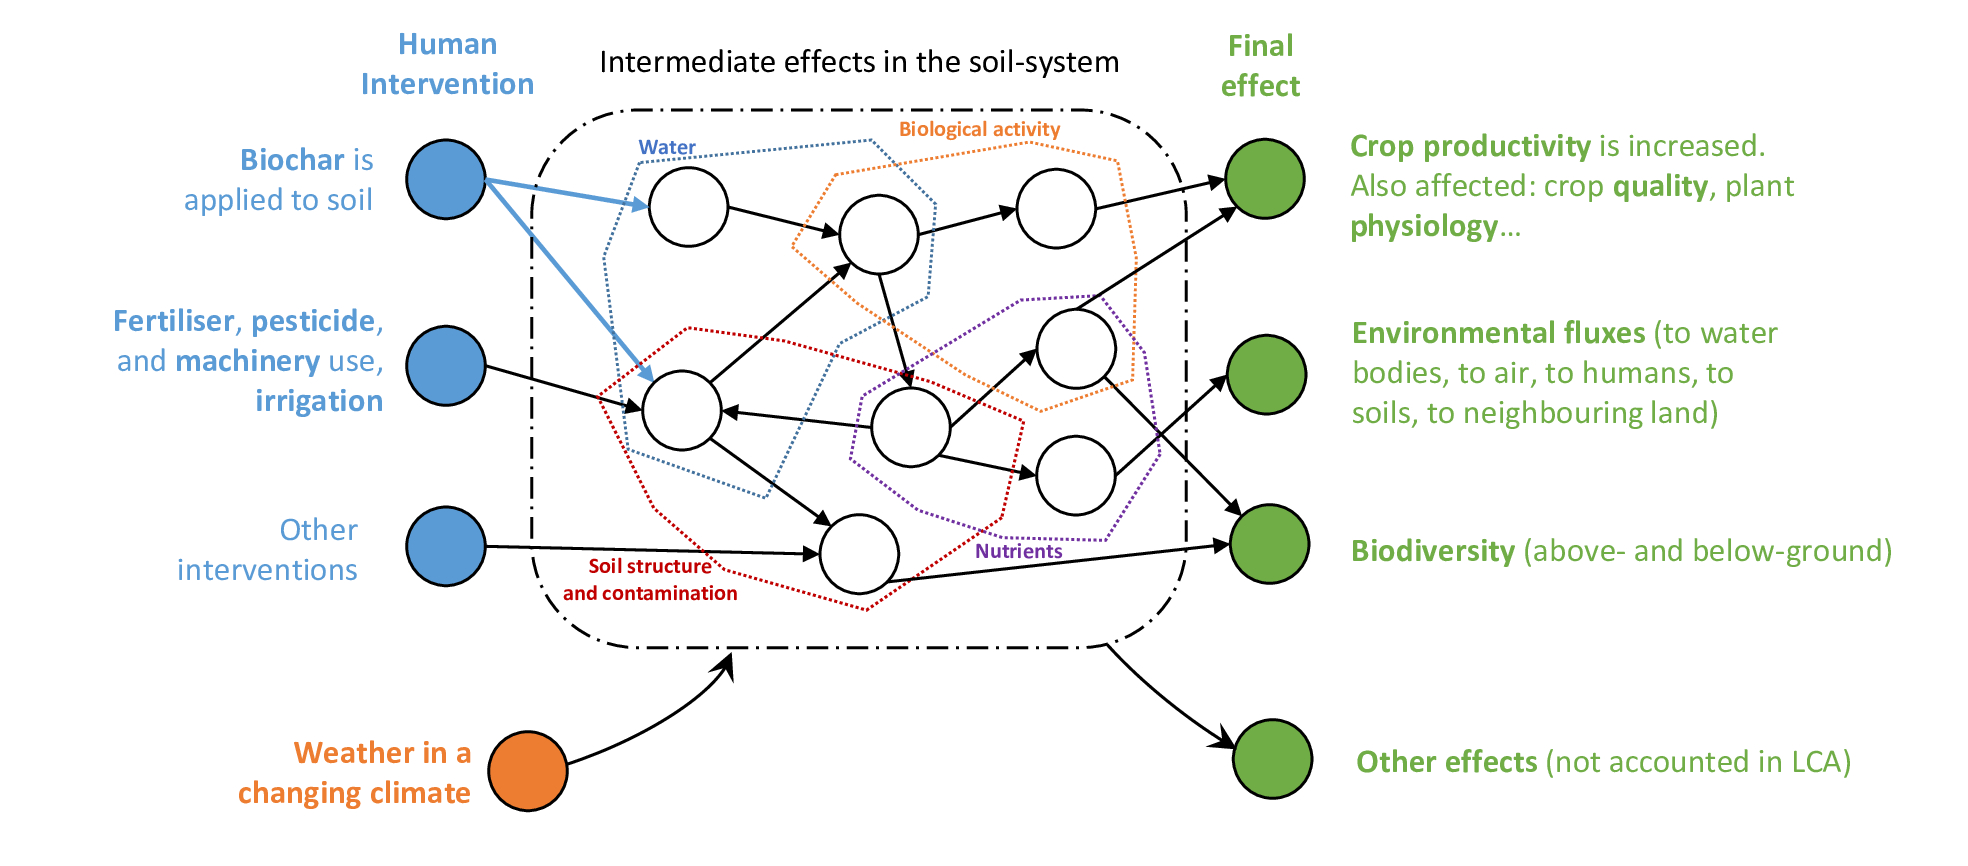 Human
Intervention
Intermediate effects in the soil-system
Final
effect
Biochar is
applied to soil
Fertiliser, pesticide,
and machinery use,
irrigation
Other
interventions
Weather in a
changing climate
Water
Biological activity
Nutrients
Soil structure
and contamination
Crop productivity is increased.
Also affected: crop quality, plant
physiology...
Environmental fluxes (to water
bodies, to air, to humans, to
soils, to neighbouring land)
Biodiversity (above- and below-ground)
Other effects (not accounted in LCA)